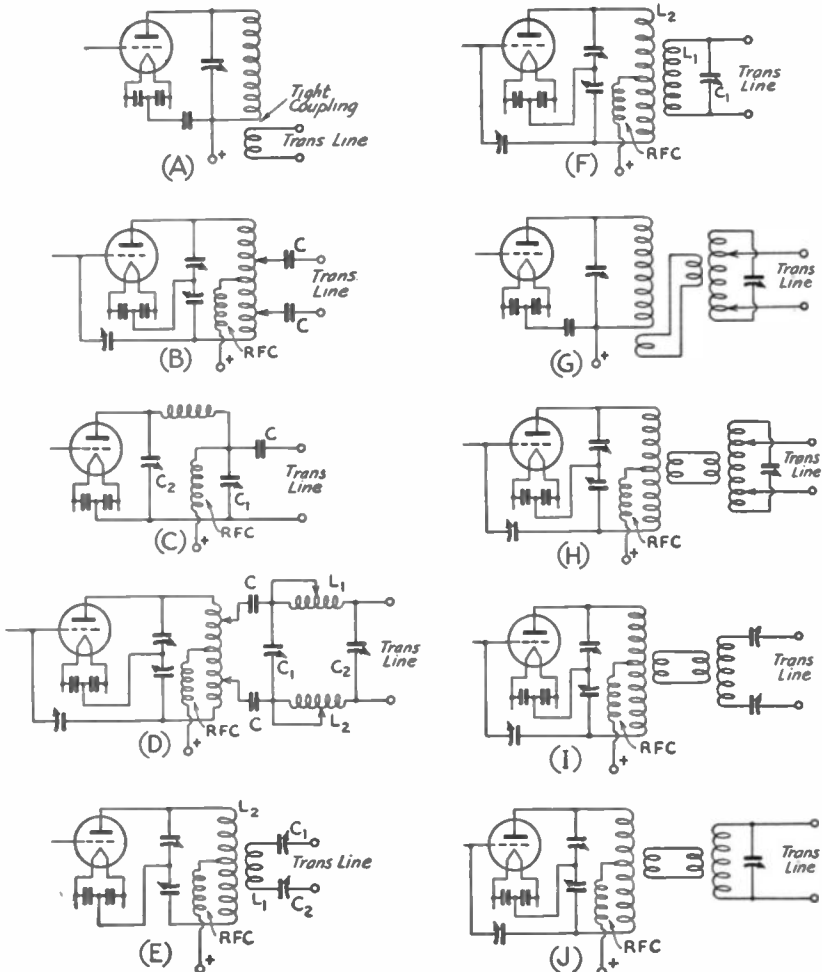 Tight
Coupling
Trans Line
+
(A)
C
Trans.
Line
C
RFC
+
(B)
C
Trans
Line
C2
C1
RFC
+
(C)
C
L1
C1
C2
Trans
Line
RFC
C
L2
+
(D)
L2
C1
Trans Line
L1
C2
RFC
+
(E)
L2
L1
Trans
Line
C1
RFC
+
(F)
Trans
Line
+
(G)
Trans
Line
RFC
+
(H)
Trans
Line
RFC
+
(I)
Trans
Line
RFC
+
(J)